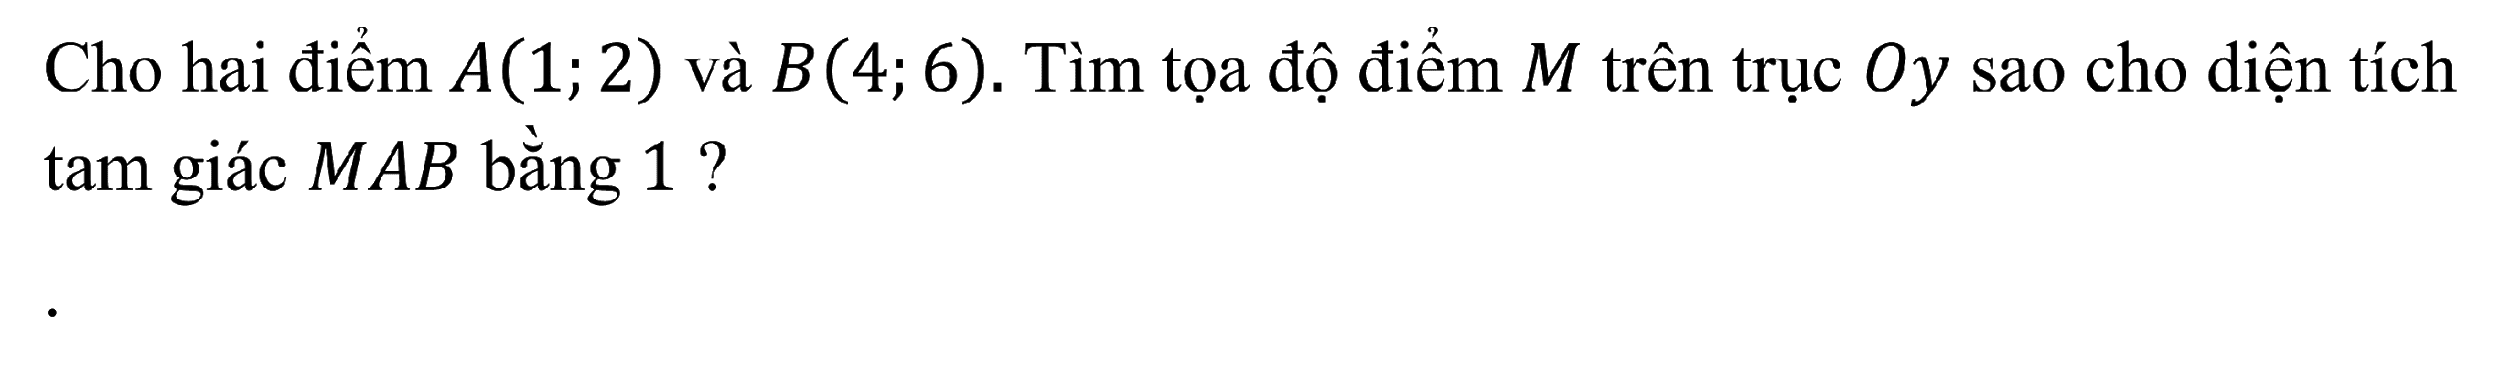 Cho hai điểm A(1; 2) và B(4; 6). Tìm tọa độ điểm M trên trục Oy sao cho diện tích
tam giác MAB bằng 1 ?
.